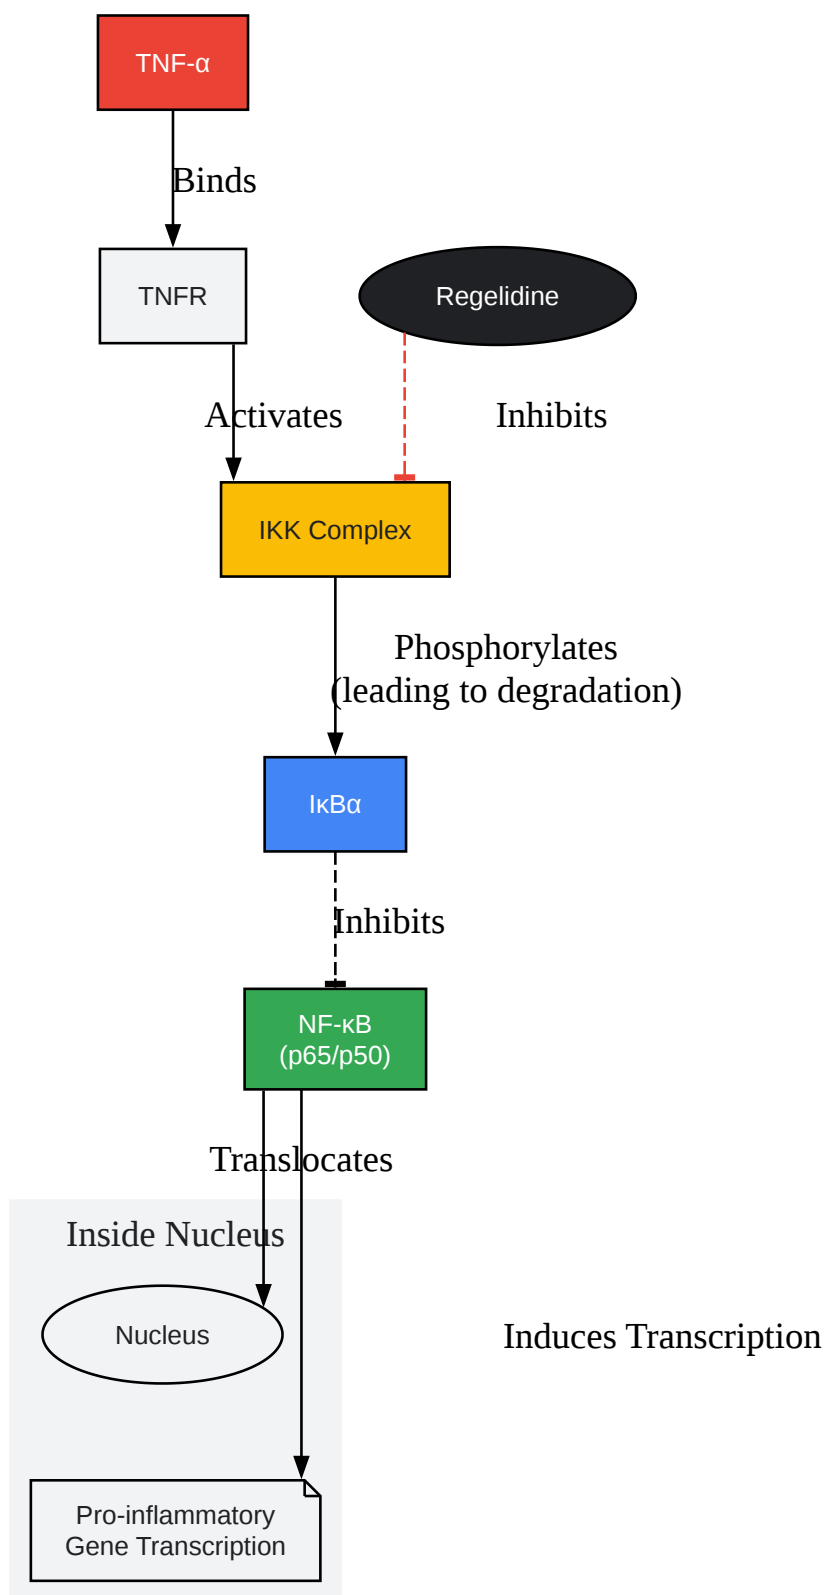 TNF-α
Binds
TNFR
Regelidine
Activates
Inhibits
IKK Complex
Phosphorylates
(leading to degradation)
IκBα
Inhibits
NF-κB
(p65/p50)
Translocates
Inside Nucleus
Nucleus
Induces Transcription
Pro-inflammatory
Gene Transcription